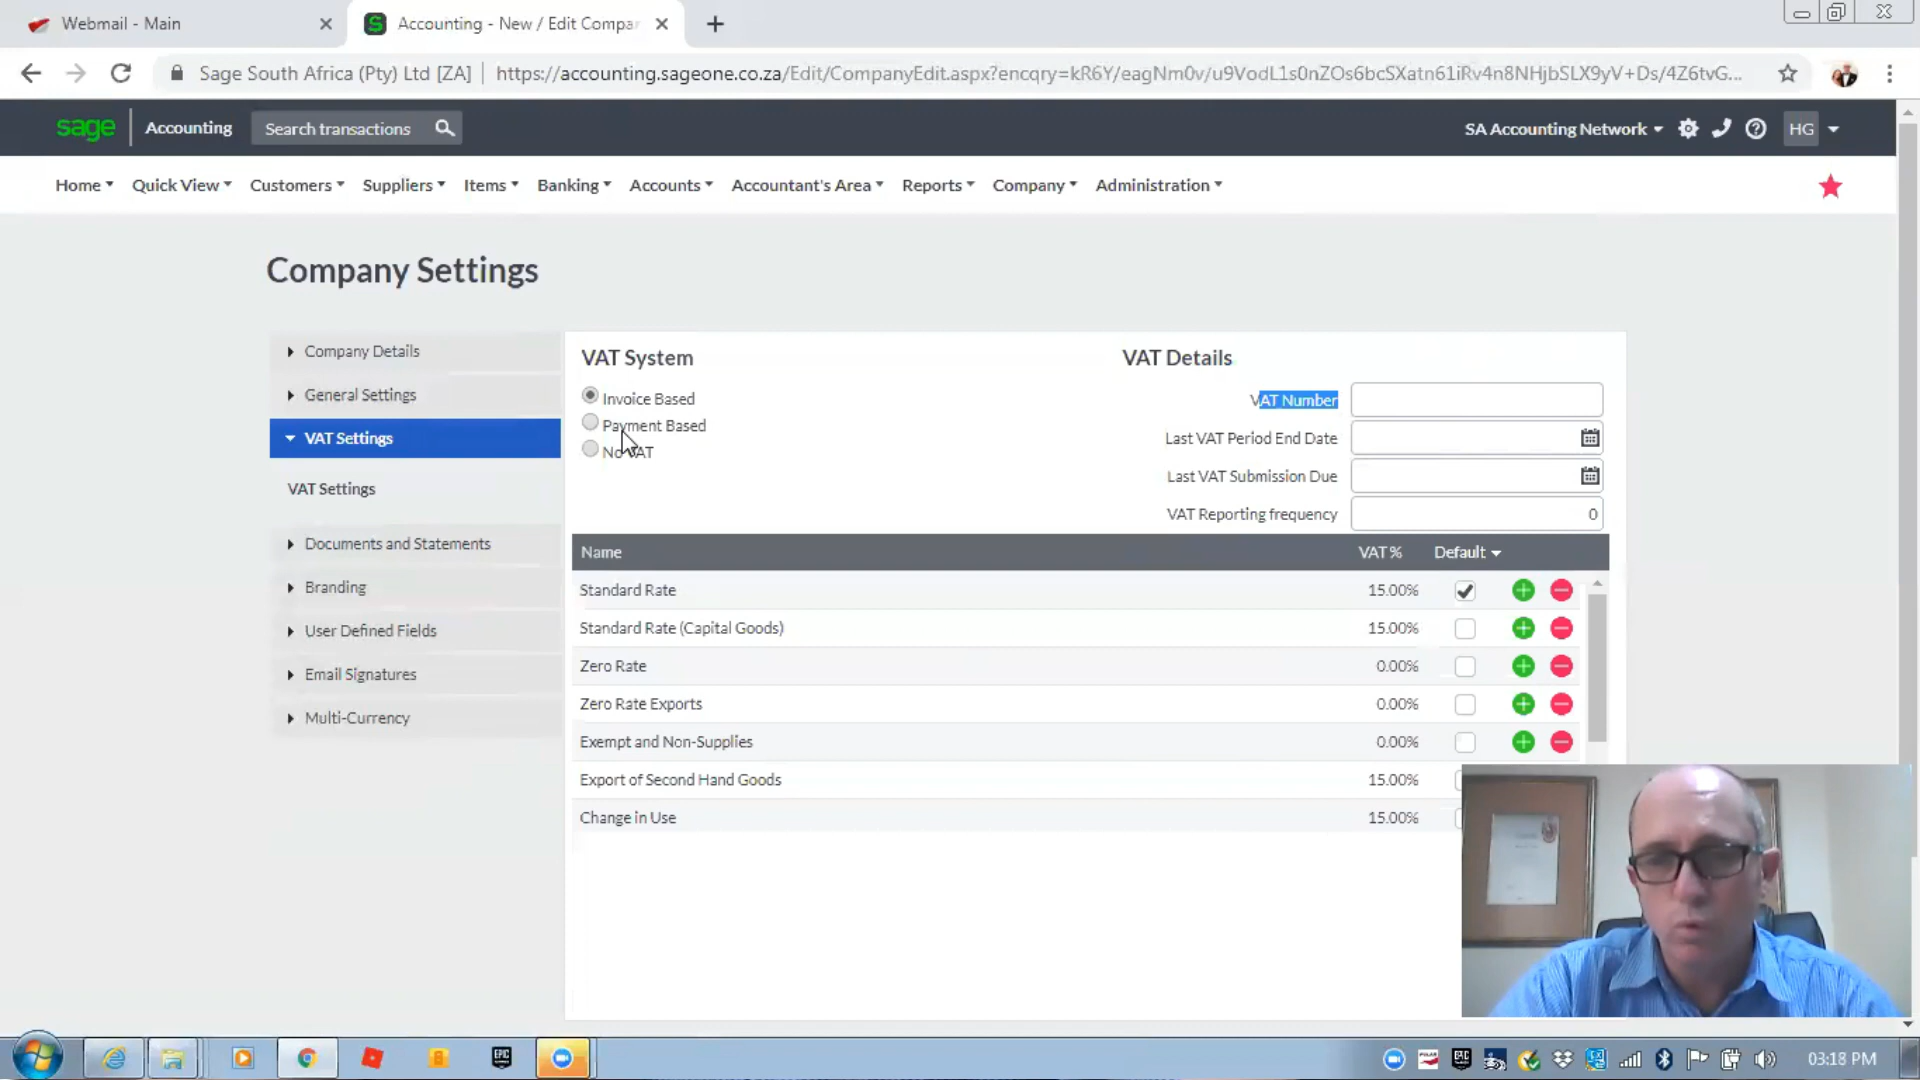 Webmail - Main
Accounting - New / Edit Compar
Sage South Africa (Pty) Ltd [ZA] | https://accounting.sageone.co.za/Edit/CompanyEdit.aspx?encqry=kR6Y/eagNm0v/u9VodL1s0nZOs6bcSXatn61iRv4n8NHjbSLX9yV+Ds/4Z6tvG...
sage Accounting Search transactions SA Accounting Network HG
Home Quick View Customers Suppliers Items Banking Accounts Accountant's Area Reports Company Administration
Company Settings
Company Details
General Settings
VAT Settings
VAT Settings
Documents and Statements
Branding
User Defined Fields
Email Signatures
Multi-Currency
VAT System
Invoice Based
Payment Based
No VAT
VAT Details
VAT Number
Last VAT Period End Date
Last VAT Submission Due
VAT Reporting frequency 0
Name VAT % Default
Standard Rate 15.00%
Standard Rate (Capital Goods) 15.00%
Zero Rate 0.00%
Zero Rate Exports 0.00%
Exempt and Non-Supplies 0.00%
Export of Second Hand Goods 15.00%
Change in Use 15.00%
EPIC
03:18 PM